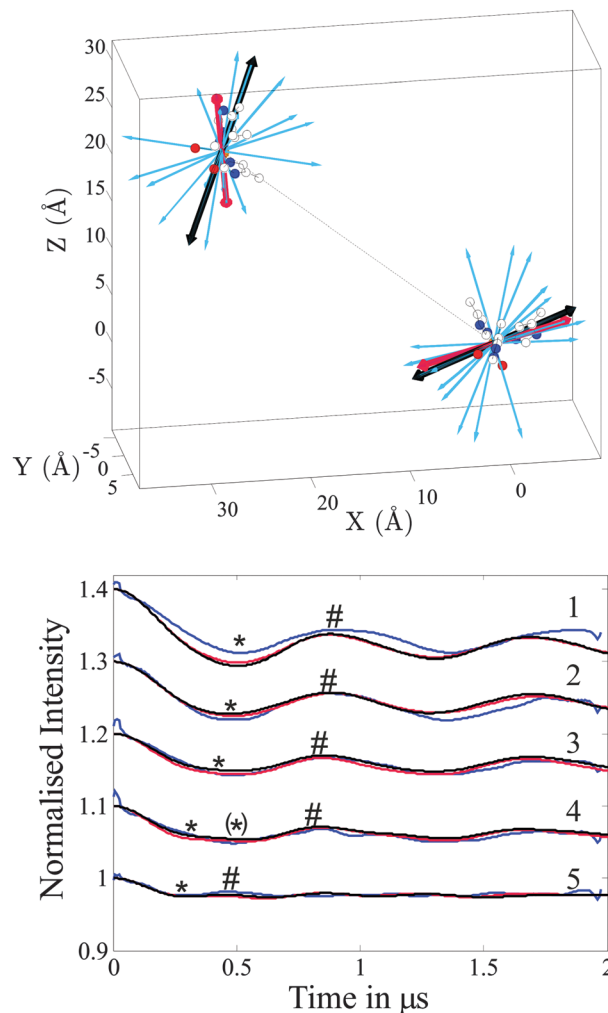 30
25
20
15
10
5
0
-5
Z (Å)
-5
0
5
Y (Å)
30
20
10
0
X (Å)
1.4
1.3
1.2
1.1
1
0.9
Normalised Intensity
* # 1
* # 2
* # 3
* (*) # 4
* # 5
0 0.5 1 1.5 2
Time in μs